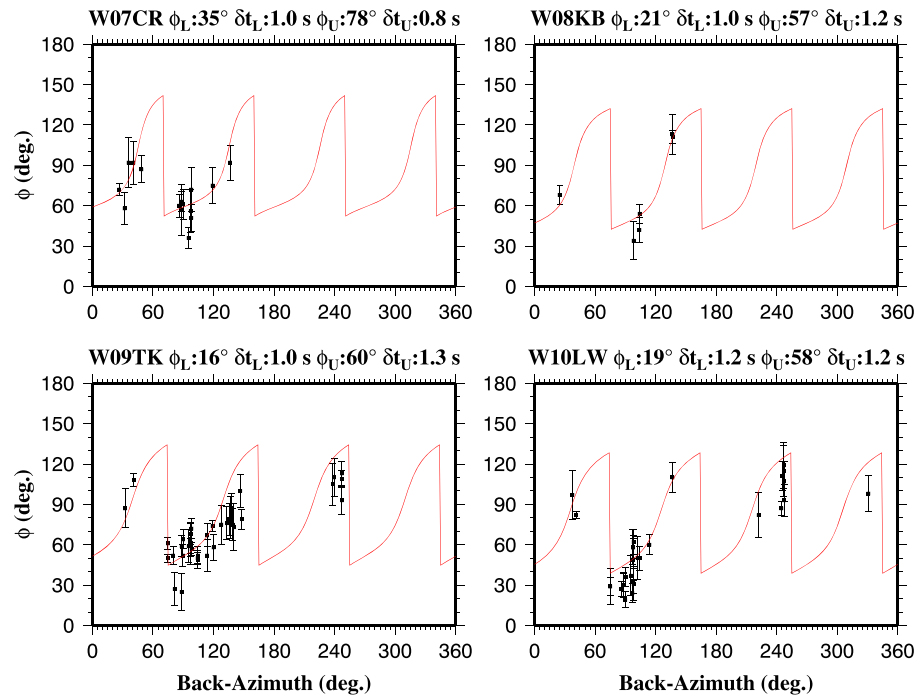 W07CR ϕL:35° δtL:1.0 s ϕU:78° δtU:0.8 s
W08KB ϕL:21° δtL:1.0 s ϕU:57° δtU:1.2 s
180
150
120
90
60
30
0
ϕ (deg.)
0 60 120 180 240 300 360
180
150
120
90
60
30
0
0 60 120 180 240 300 360
W09TK ϕL:16° δtL:1.0 s ϕU:60° δtU:1.3 s
W10LW ϕL:19° δtL:1.2 s ϕU:58° δtU:1.2 s
180
150
120
90
60
30
0
ϕ (deg.)
0 60 120 180 240 300 360
Back-Azimuth (deg.)
180
150
120
90
60
30
0
0 60 120 180 240 300 360
Back-Azimuth (deg.)